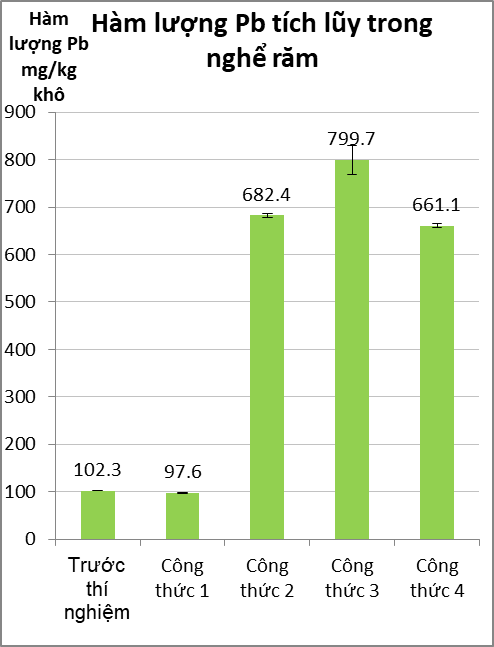 Hàm lượng Pb tích lũy trong
nghể răm
Hàm
lượng Pb
mg/kg
khô
900
800
700
600
500
400
300
200
100
0
102.3
97.6
682.4
799.7
661.1
Trước
thí
nghiệm
Công
thức 1
Công
thức 2
Công
thức 3
Công
thức 4